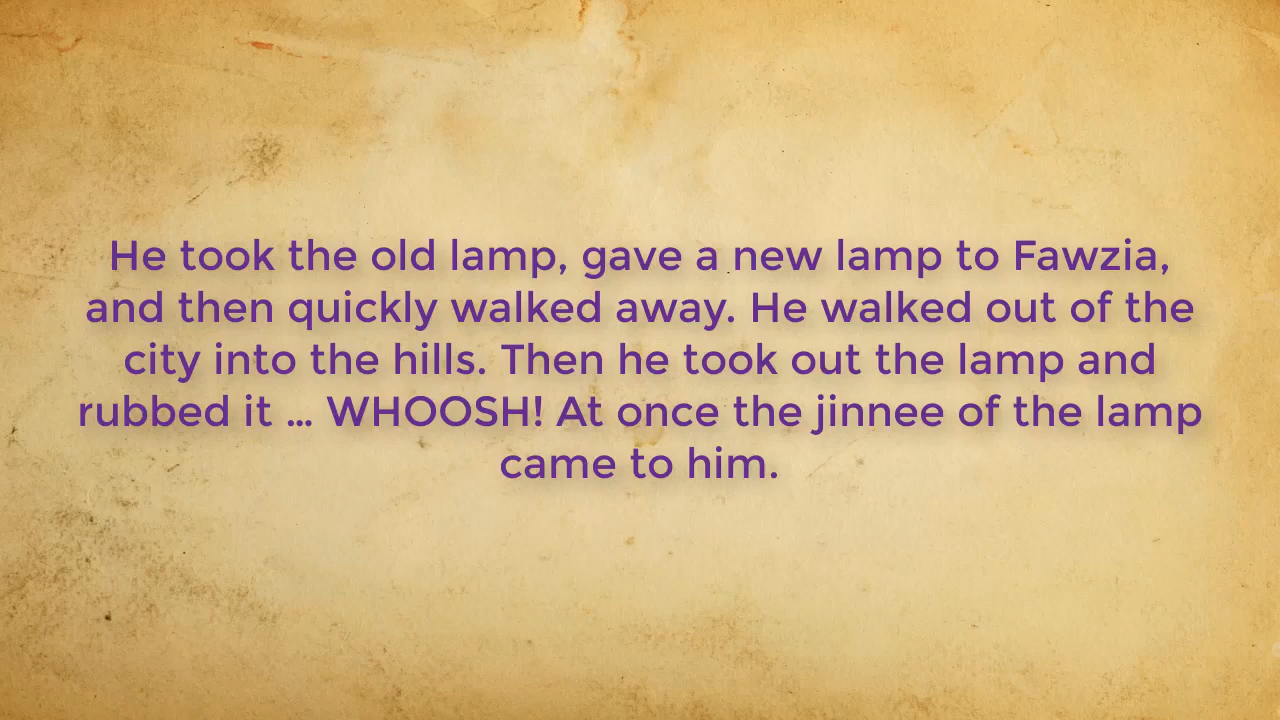 He took the old lamp, gave a new lamp to Fawzia,
and then quickly walked away. He walked out of the
city into the hills. Then he took out the lamp and
rubbed it ... WHOOSH! At once the jinnee of the lamp
came to him.